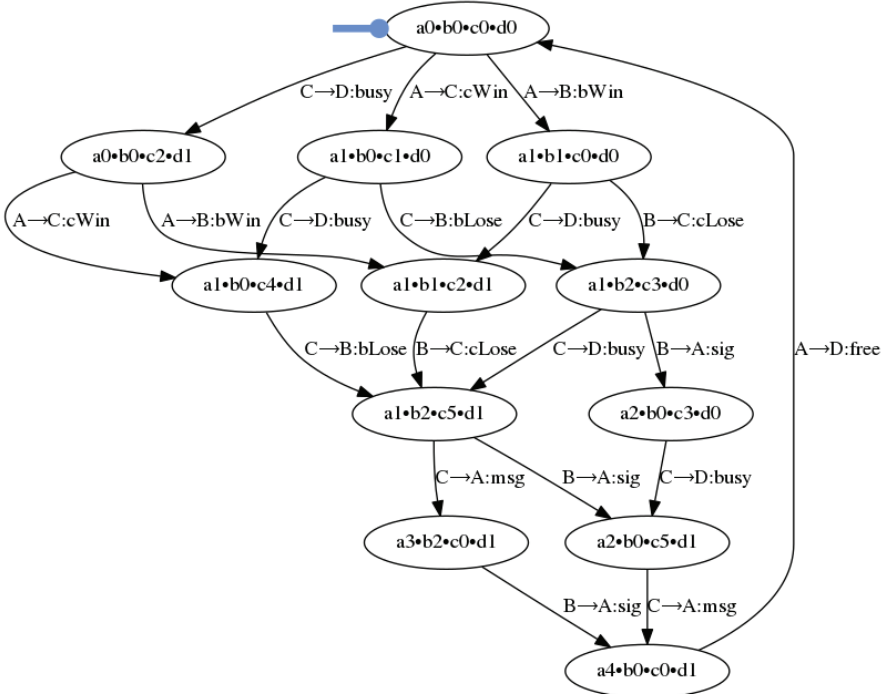 a0•b0•c0•d0
C→D:busy
A→C:cWin
A→B:bWin
a0•b0•c2•d1
a1•b0•c1•d0
a1•b1•c0•d0
A→C:cWin
A→B:bWin
C→D:busy
C→B:bLose
C→D:busy
B→C:cLose
a1•b0•c4•d1
a1•b1•c2•d1
a1•b2•c3•d0
C→B:bLose
B→C:cLose
C→D:busy
B→A:sig
A→D:free
a1•b2•c5•d1
a2•b0•c3•d0
C→A:msg
B→A:sig
C→D:busy
a3•b2•c0•d1
a2•b0•c5•d1
B→A:sig
C→A:msg
a4•b0•c0•d1